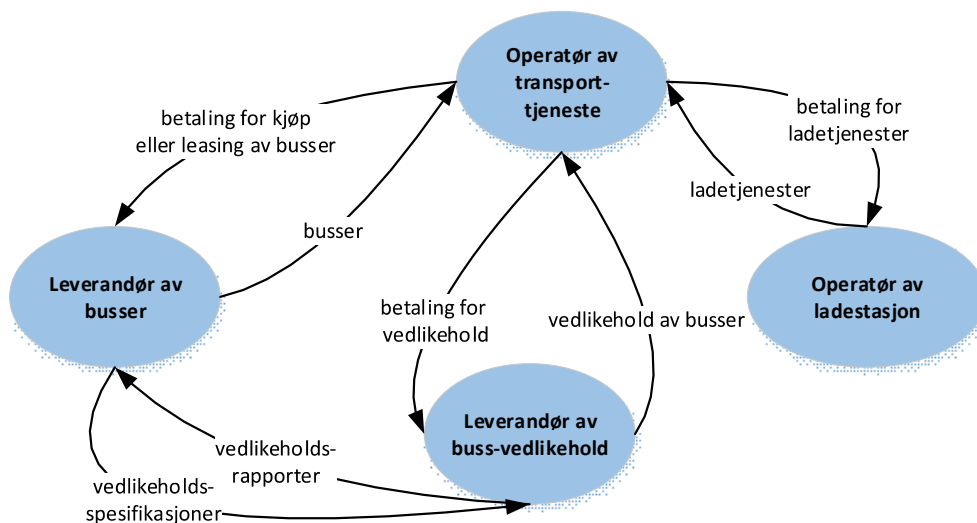 Operatør av
transport-
tjeneste
betaling for kjøp
eller leasing av busser
betaling for
ladetjenester
ladetjenester
busser
Leverandør av
busser
Operatør av
ladestasjon
betaling for
vedlikehold
vedlikehold av busser
Leverandør av
buss-vedlikehold
vedlikeholds-
rapporter
vedlikeholds-
spesifikasjoner